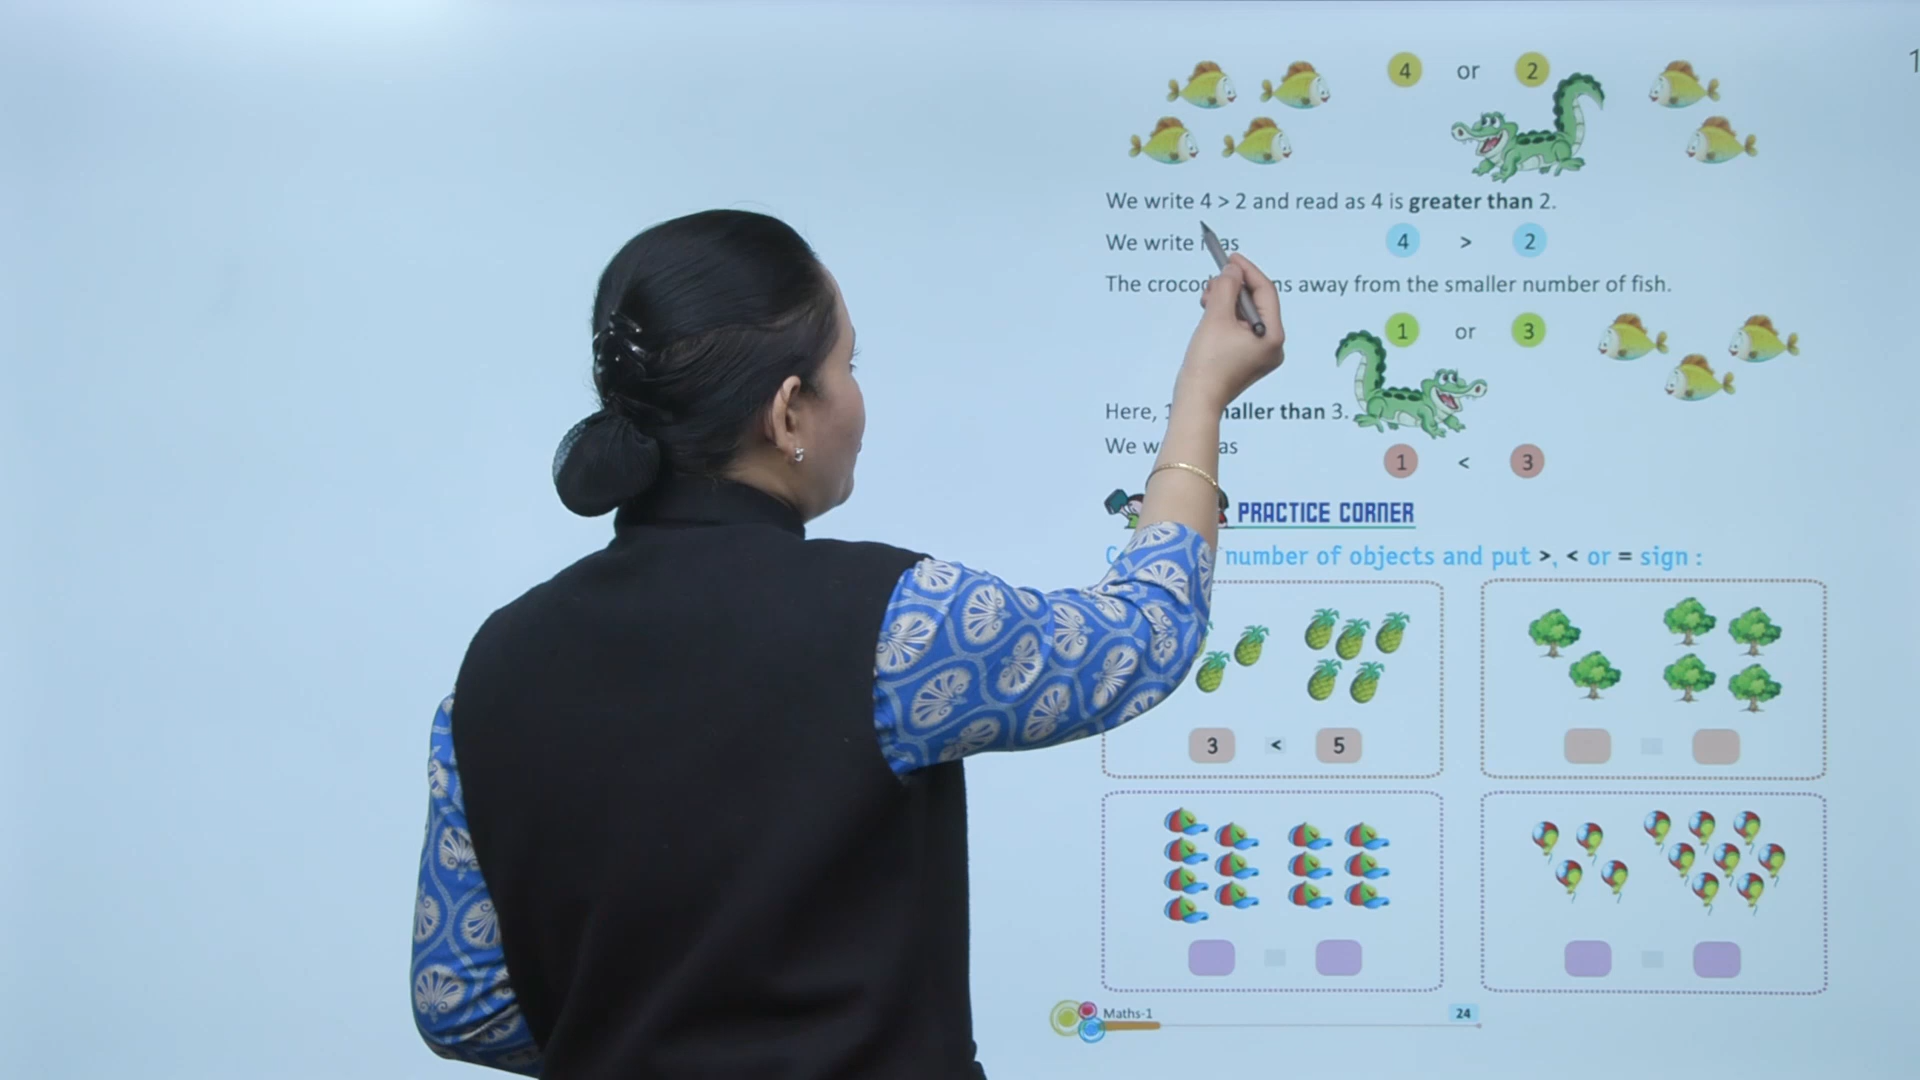 1
4 or 2
We write 4 > 2 and read as 4 is greater than 2.
We write as
4 > 2
The ns away from the smaller number of fish.
1 or 3
Here, 1 than 3.
We as
1 < 3
PRACTICE CORNER
number of objects and put >, < or = sign :
3 < 5
Maths-1
24